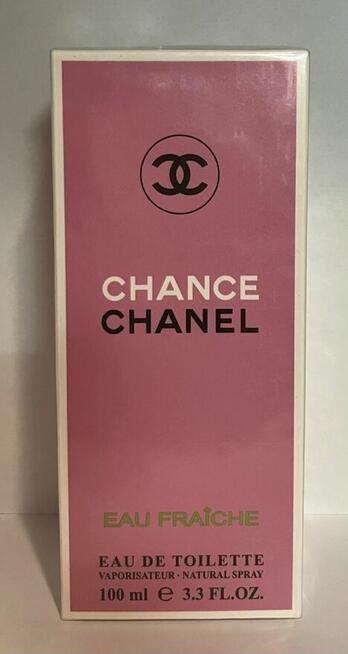 CHANCE
CHANEL
EAU FRAÎCHE
EAU DE TOILETTE
VAPORISATEUR · NATURAL SPRAY
100 ml ℮ 3.3 FL.OZ.